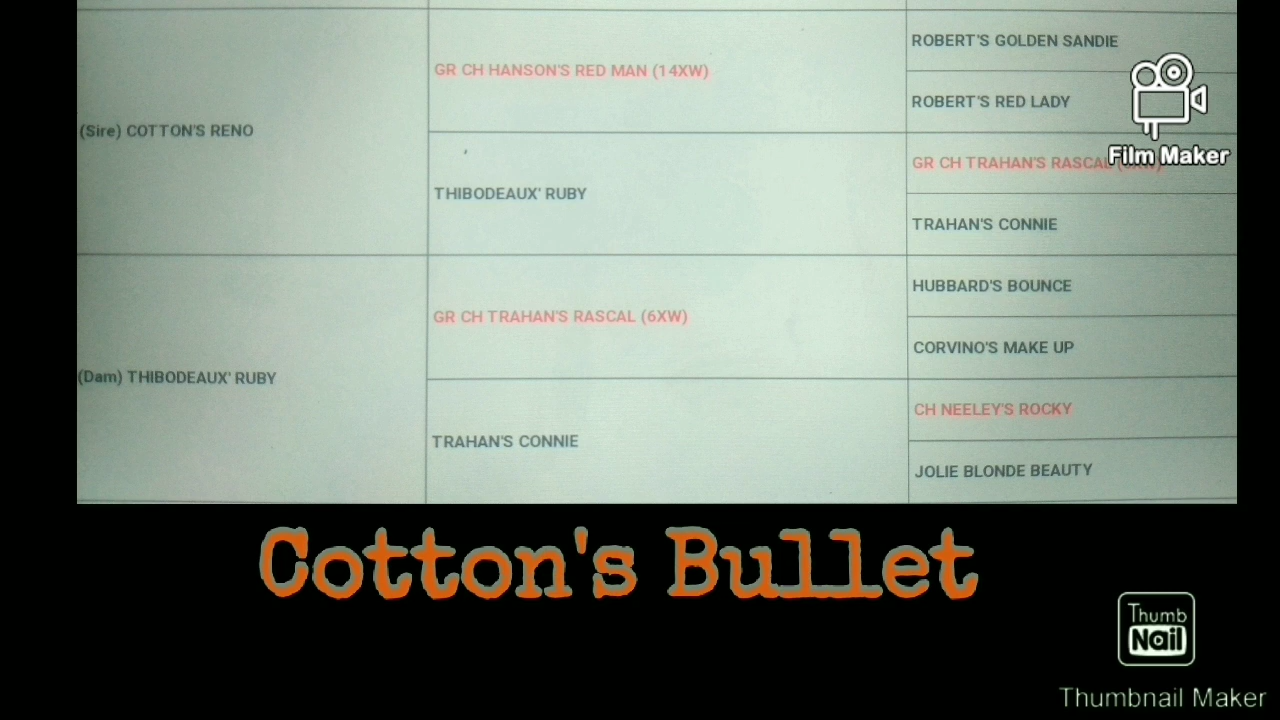 ROBERT'S GOLDEN SANDIE
GR CH HANSON'S RED MAN (14XW)
ROBERT'S RED LADY
(Sire) COTTON'S RENO
Film Maker
GR CH TRAHAN'S RASCAL
THIBODEAUX' RUBY
TRAHAN'S CONNIE
HUBBARD'S BOUNCE
GR CH TRAHAN'S RASCAL (6XW)
CORVINO'S MAKE UP
(Dam) THIBODEAUX' RUBY
CH NEELEY'S ROCKY
TRAHAN'S CONNIE
JOLIE BLONDE BEAUTY
Cotton's Bullet
Thumb
Nail
Thumbnail Maker